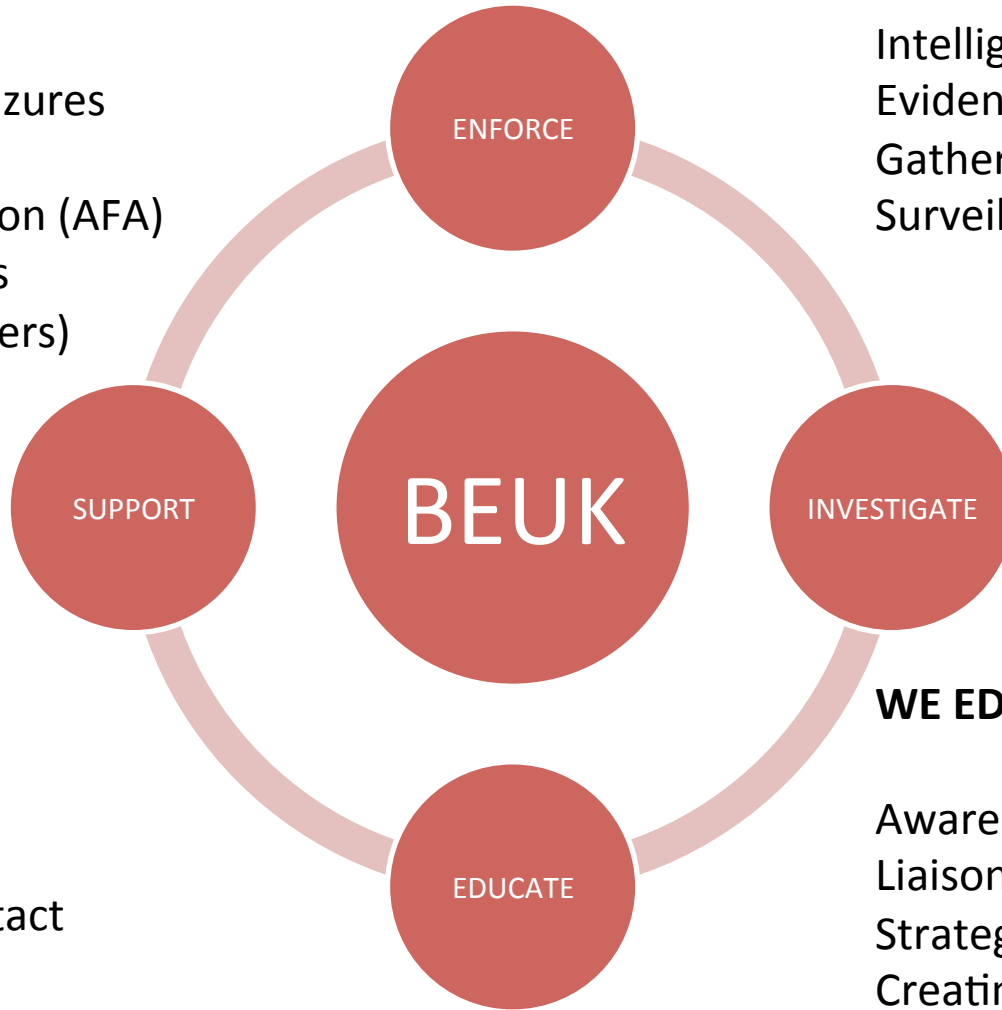 zures
on (AFA)
s
ers)
ENFORCE
Intellig
Eviden
Gather
Surveil
SUPPORT
BEUK
INVESTIGATE
tact
EDUCATE
WE ED
Aware
Liaison
Strateg
Creatin